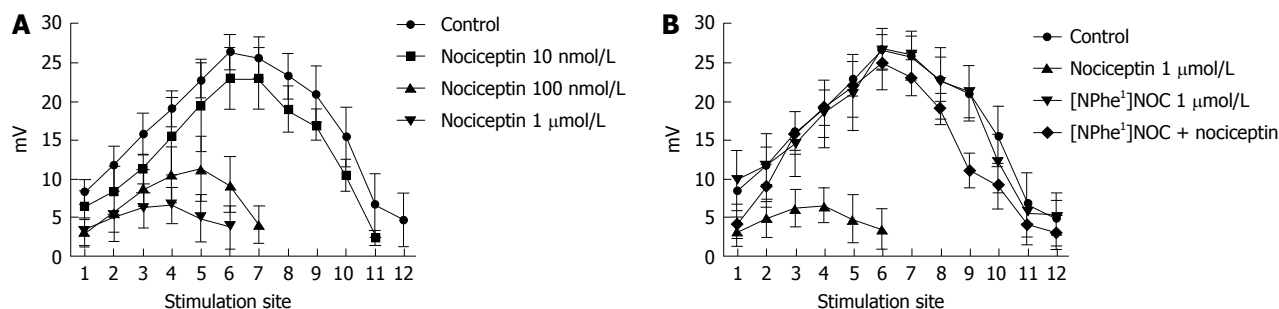 A
mV
30
25
20
15
10
5
0
1 2 3 4 5 6 7 8 9 10 11 12
Stimulation site
Control
Nociceptin 10 nmol/L
Nociceptin 100 nmol/L
Nociceptin 1 μmol/L
B
mV
30
25
20
15
10
5
0
1 2 3 4 5 6 7 8 9 10 11 12
Stimulation site
Control
Nociceptin 1 μmol/L
[NPhe¹]NOC 1 μmol/L
[NPhe¹]NOC + nociceptin